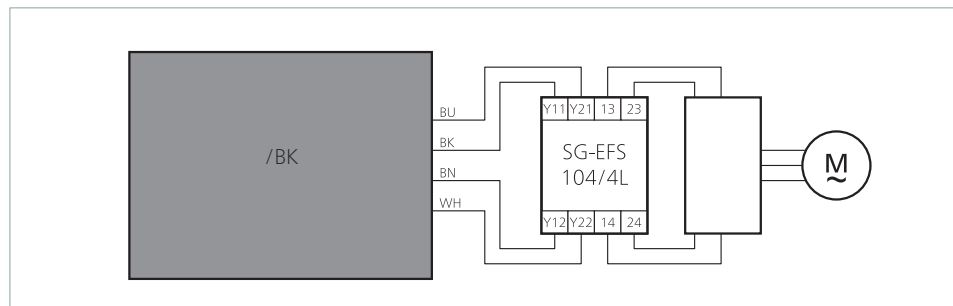 /BK
BU
BK
BN
WH
Y11 Y21 13 23
SG-EFS
104/4L
Y12 Y22 14 24
M
~